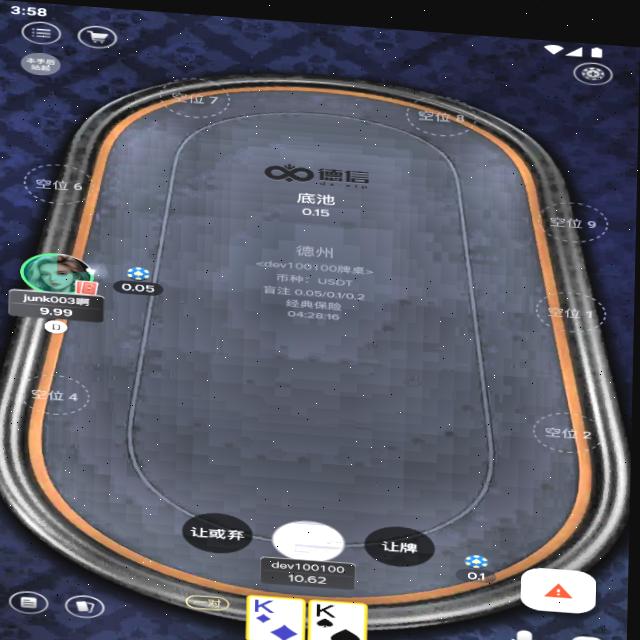 3:58
本手后
站起
空位 7
空位 8
空位 6
德信
底池
0.15
空位 9
德州
<dev100100牌桌>
币种: USDT
盲注 0.05/0.1/0.2
经典保险
04:28:16
0.05
junk003啊
9.99
D
空位 1
空位 4
空位 2
让或弃
让牌
dev100100
10.62
0.1
一对
K
K